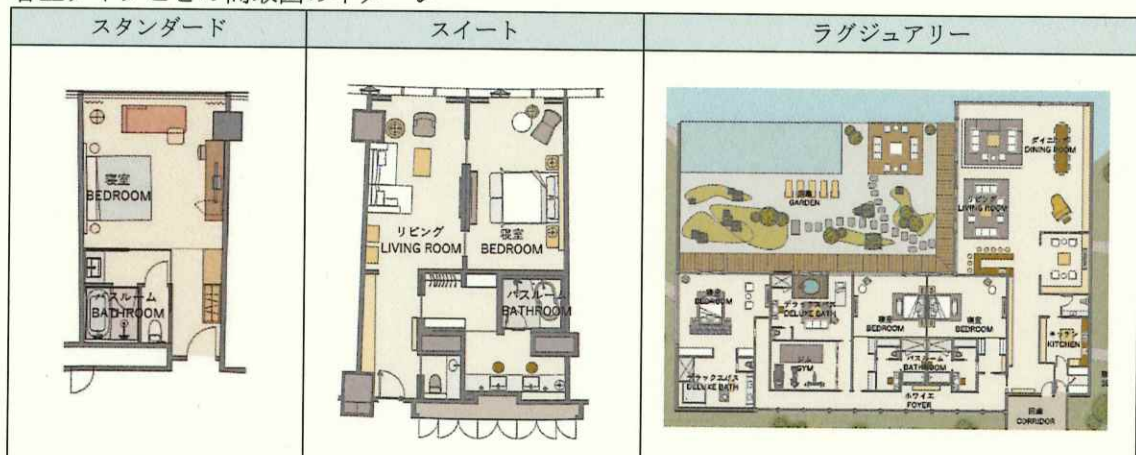 スタンダード
スイート
ラグジュアリー
寝室
BEDROOM
バスルーム
BATHROOM
リビング
LIVING ROOM
寝室
BEDROOM
バスルーム
BATHROOM
ダイニング
DINING ROOM
リビング
LIVING ROOM
GARDEN
寝室
BEDROOM
デラックスバス
DELUXE BATH
寝室
BEDROOM
寝室
BEDROOM
キッチン
KITCHEN
ジム
GYM
バスルーム
BATHROOM
デラックスバス
DELUXE BATH
ホワイエ
FOYER
回廊
CORRIDOR